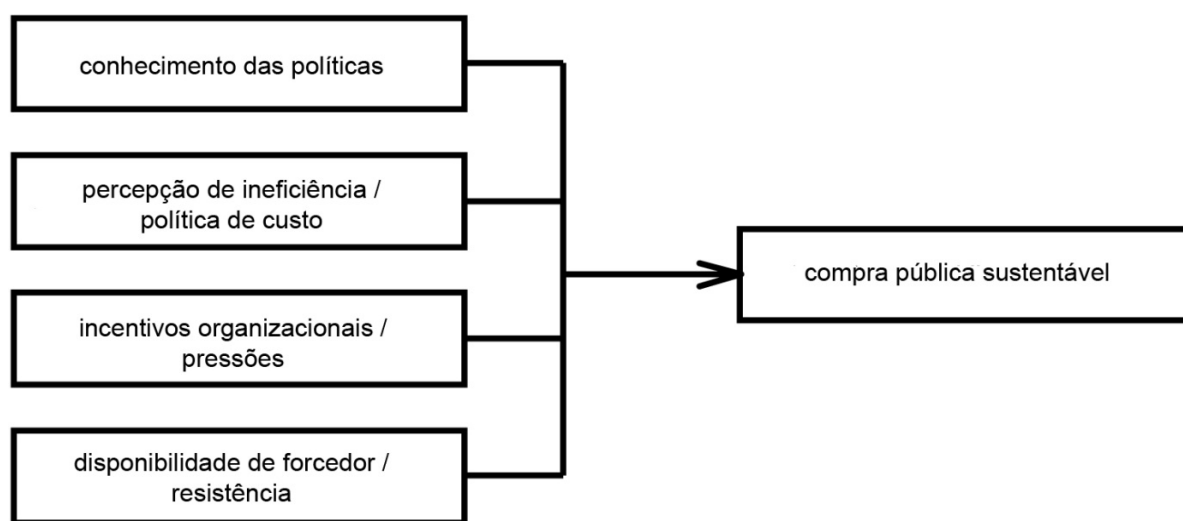 conhecimento das políticas
percepção de ineficiência /
política de custo
incentivos organizacionais /
pressões
disponibilidade de forcedor /
resistência
compra pública sustentável